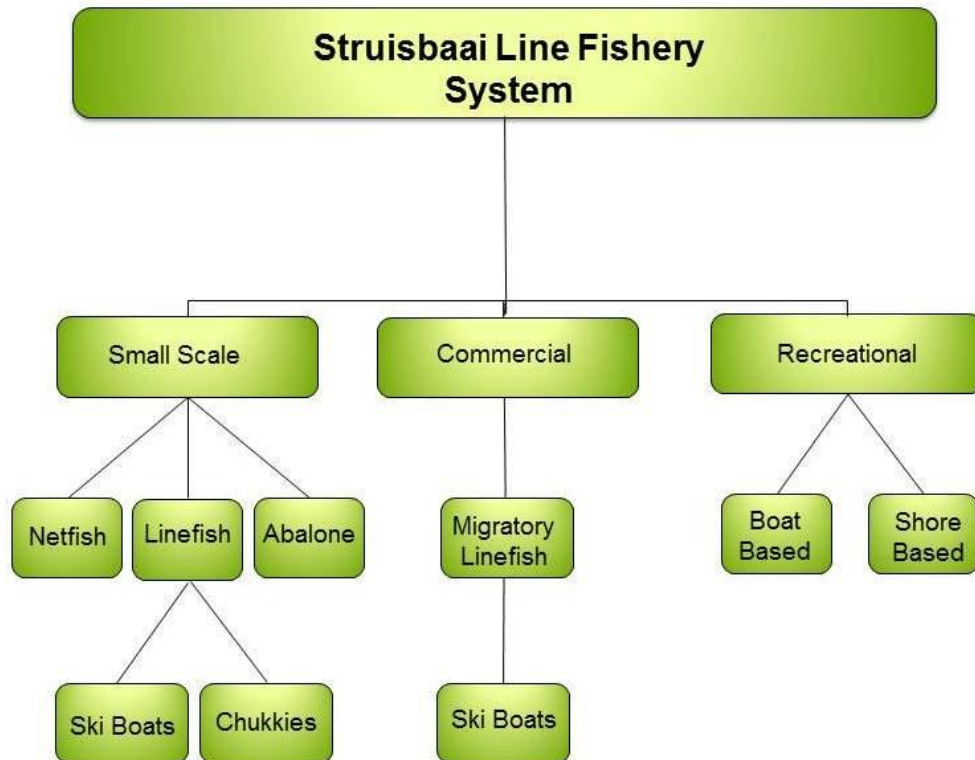 Struisbaai Line Fishery
System
Small Scale
Commercial
Recreational
Netfish
Linefish
Abalone
Migratory
Linefish
Boat
Based
Shore
Based
Ski Boats
Chukkies
Ski Boats